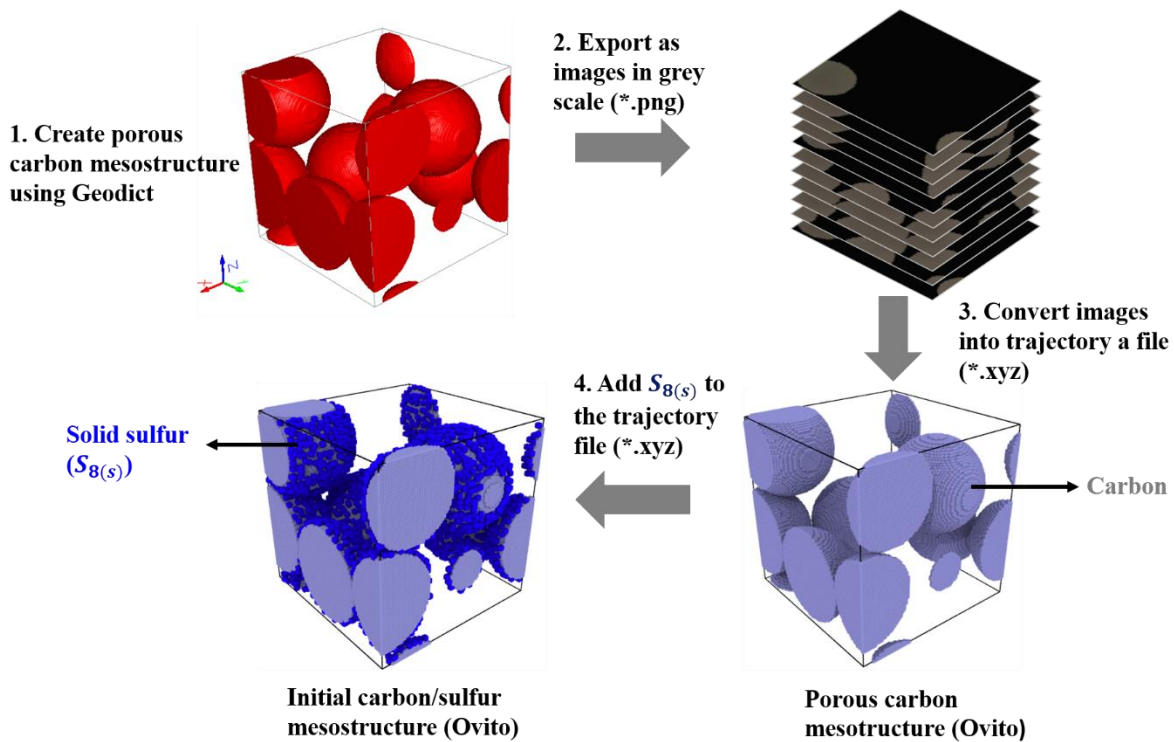 1. Create porous
carbon mesostructure
using Geodict
2. Export as
images in grey
scale (*.png)
3. Convert images
into trajectory a file
(*.xyz)
4. Add S8(s) to
the trajectory
file (*.xyz)
Solid sulfur
(S8(s))
Carbon
X
Z
Y
Initial carbon/sulfur
mesostructure (Ovito)
Porous carbon
mesotructure (Ovito)